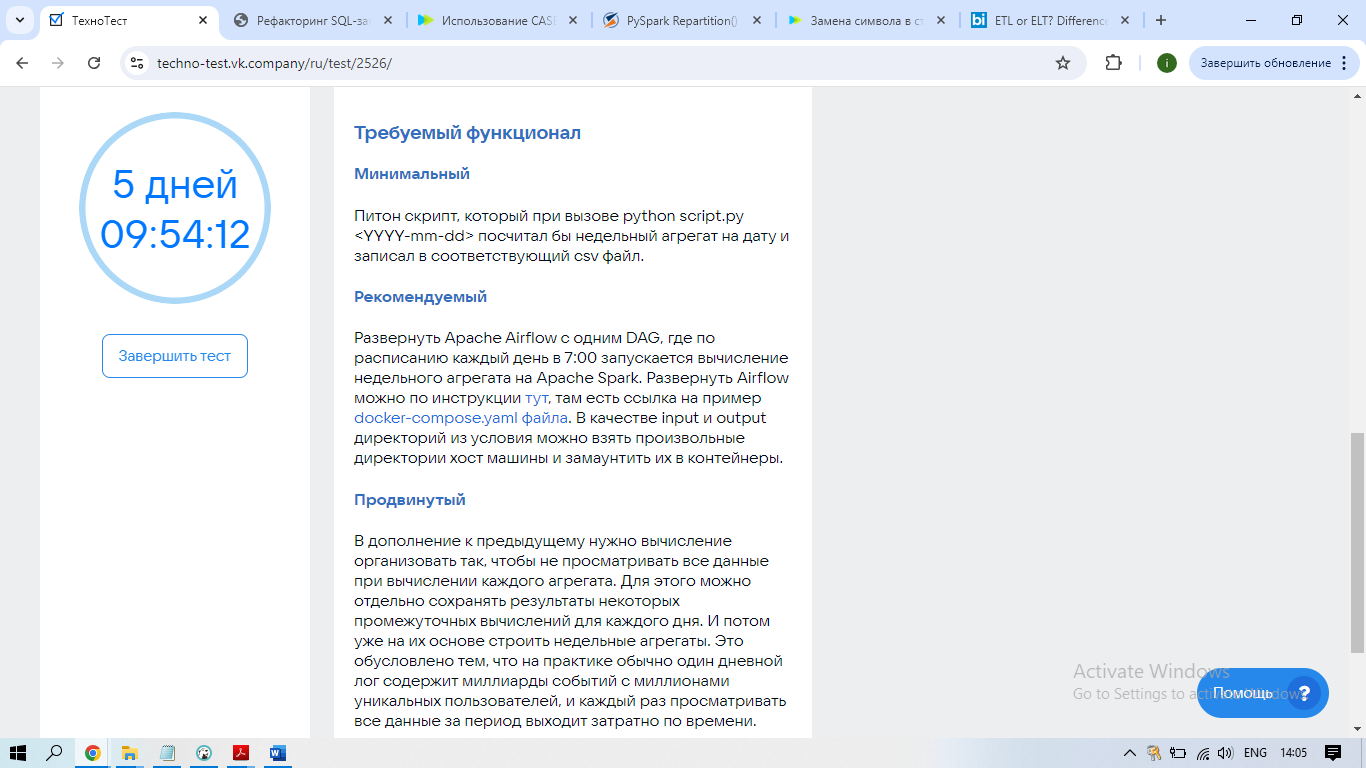 ТехноТест
Рефакторинг SQL-за
Использование CASE
PySpark Repartition()
Замена символа в ст
ETL or ELT? Difference
techno-test.vk.company/ru/test/2526/
i
Завершить обновление
5 дней
09:54:12
Завершить тест
Требуемый функционал
Минимальный
Питон скрипт, который при вызове python script.py
<YYYY-mm-dd> посчитал бы недельный агрегат на дату и
записал в соответствующий csv файл.
Рекомендуемый
Развернуть Apache Airflow с одним DAG, где по
расписанию каждый день в 7:00 запускается вычисление
недельного агрегата на Apache Spark. Развернуть Airflow
можно по инструкции тут, там есть ссылка на пример
docker-compose.yaml файла. В качестве input и output
директорий из условия можно взять произвольные
директории хост машины и замаунтить их в контейнеры.
Продвинутый
В дополнение к предыдущему нужно вычисление
организовать так, чтобы не просматривать все данные
при вычислении каждого агрегата. Для этого можно
отдельно сохранять результаты некоторых
промежуточных вычислений для каждого дня. И потом
уже на их основе строить недельные агрегаты. Это
обусловлено тем, что на практике обычно один дневной
лог содержит миллиарды событий с миллионами
уникальных пользователей, и каждый раз просматривать
все данные за период выходит затратно по времени.
Activate Windows
Go to Settings to activate Windows.
Помощь ?
ENG 14:05